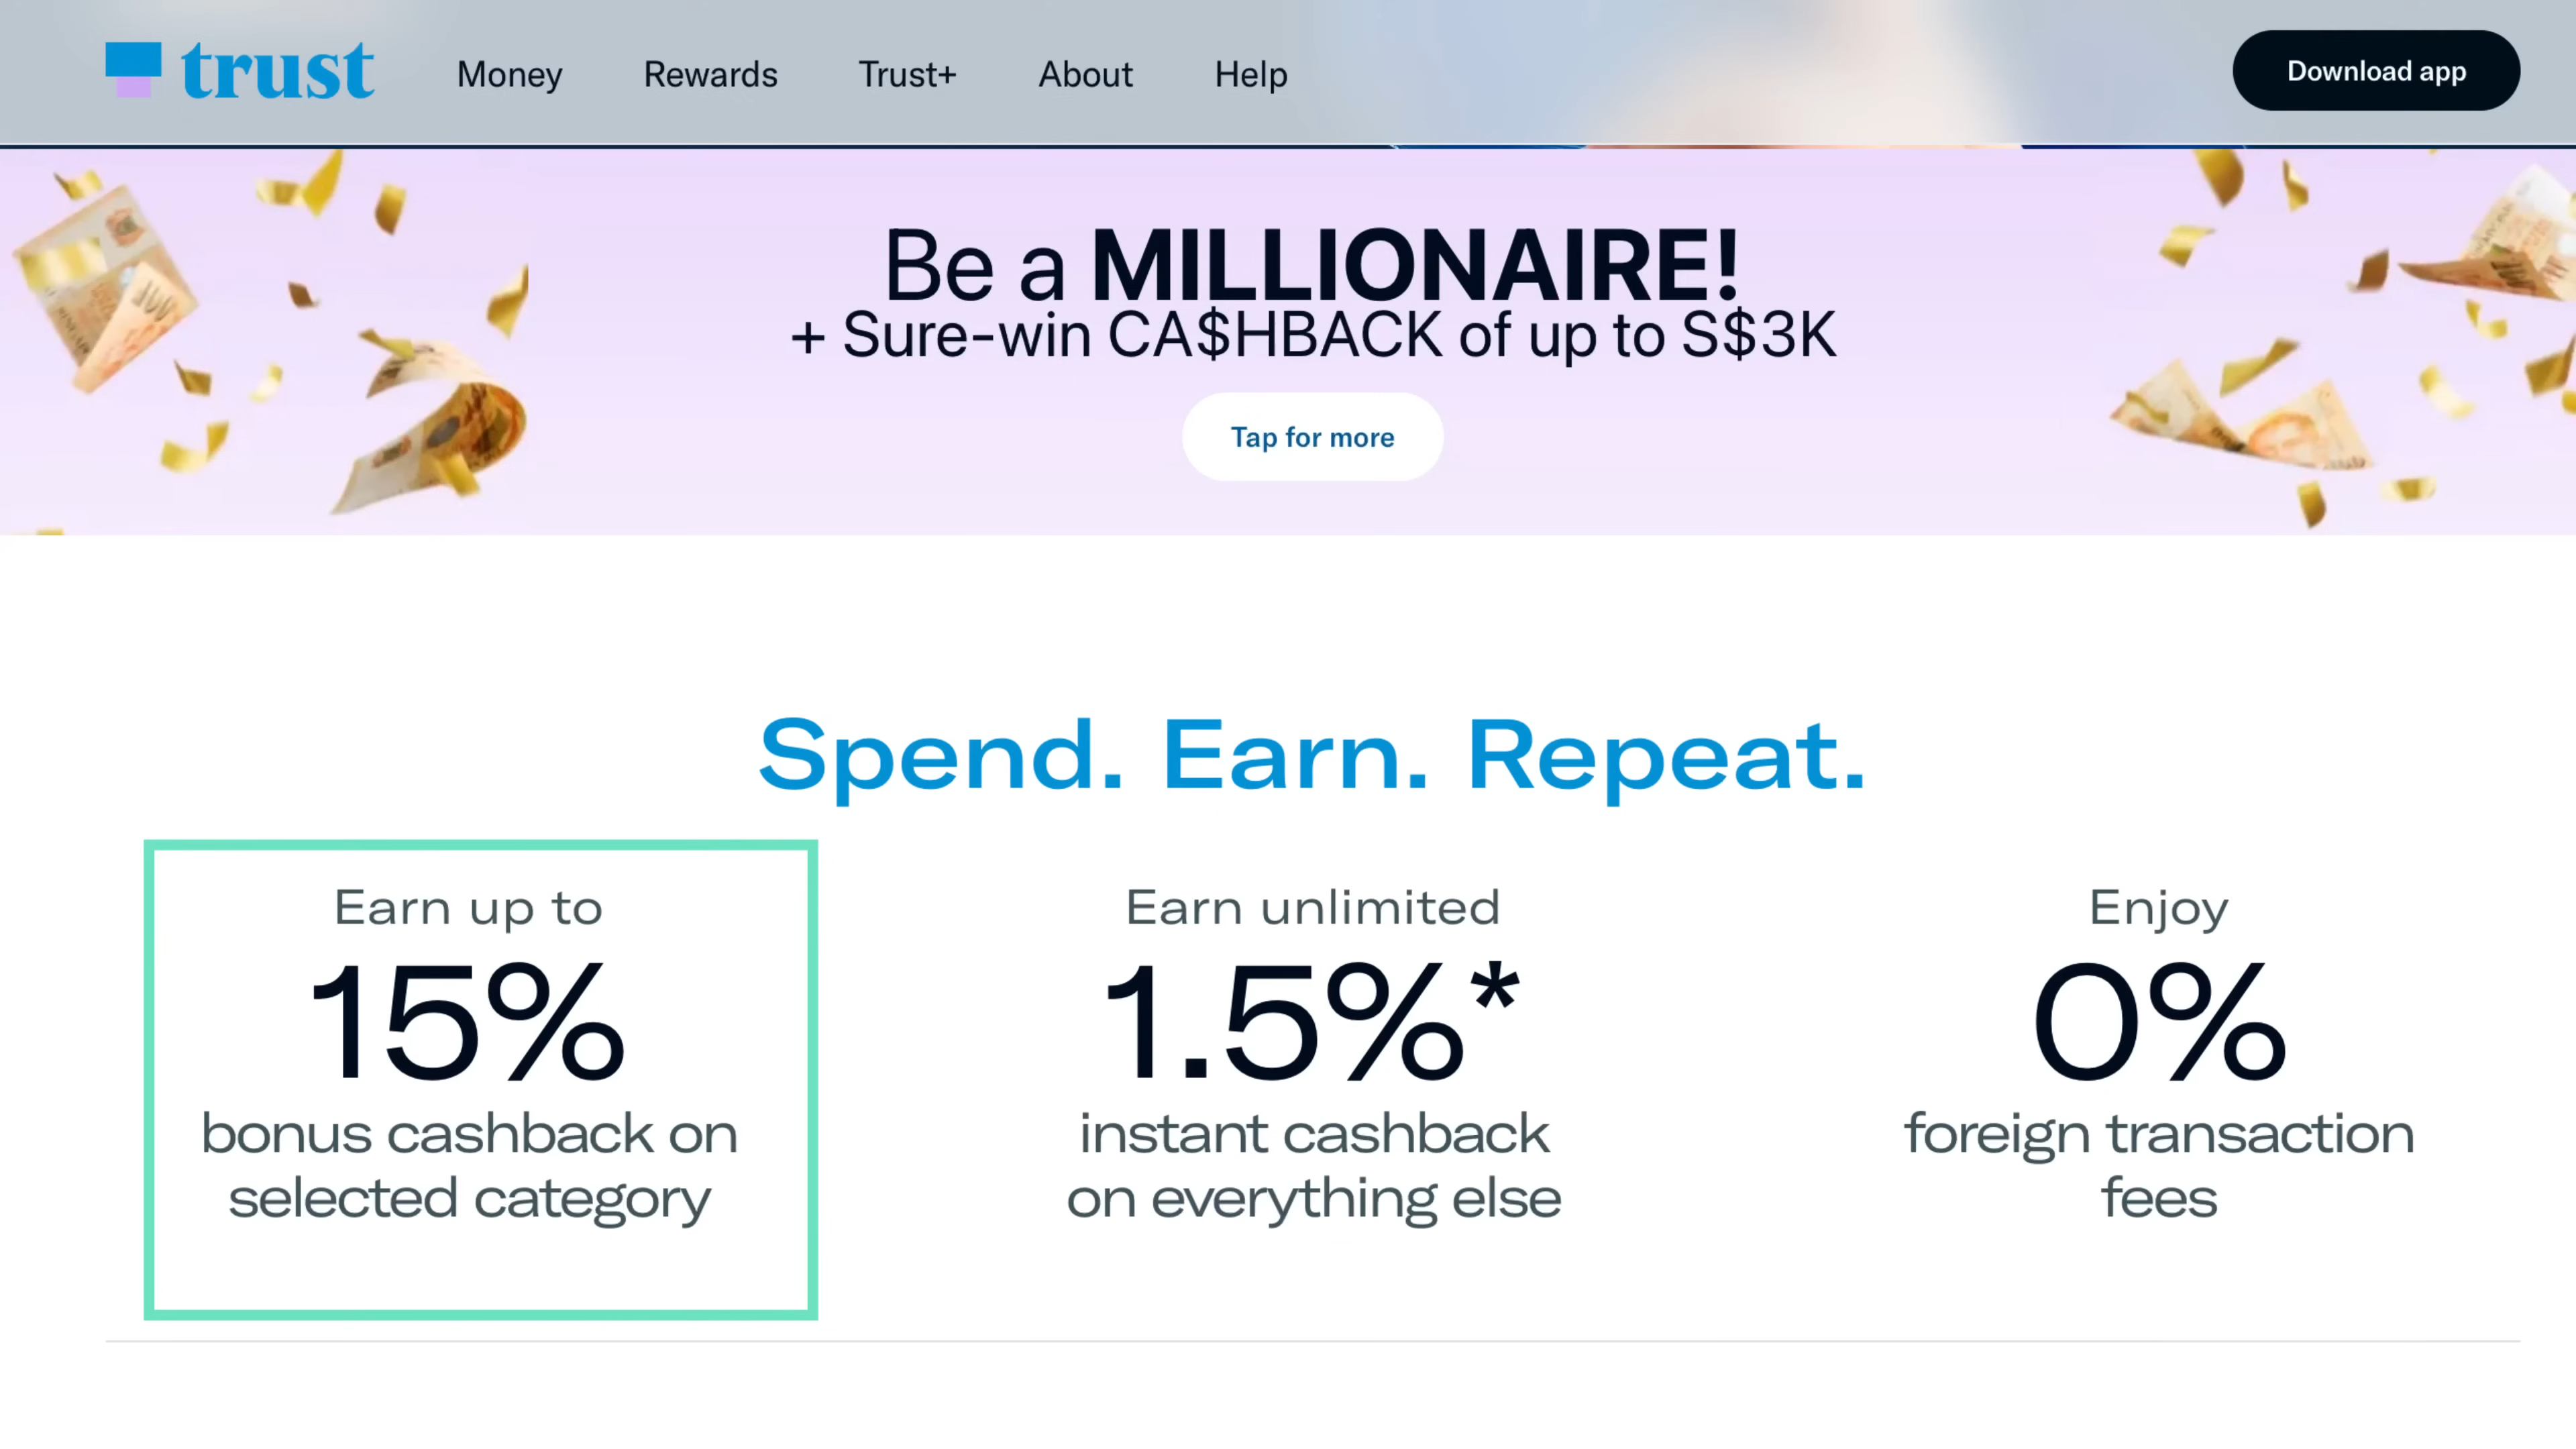 trust
Money
Rewards
Trust+
About
Help
Download app
Be a MILLIONAIRE!
+ Sure-win CA$HBACK of up to S$3K
Tap for more
Spend. Earn. Repeat.
Earn up to
15%
bonus cashback on
selected category
Earn unlimited
1.5%*
instant cashback
on everything else
Enjoy
0%
foreign transaction
fees